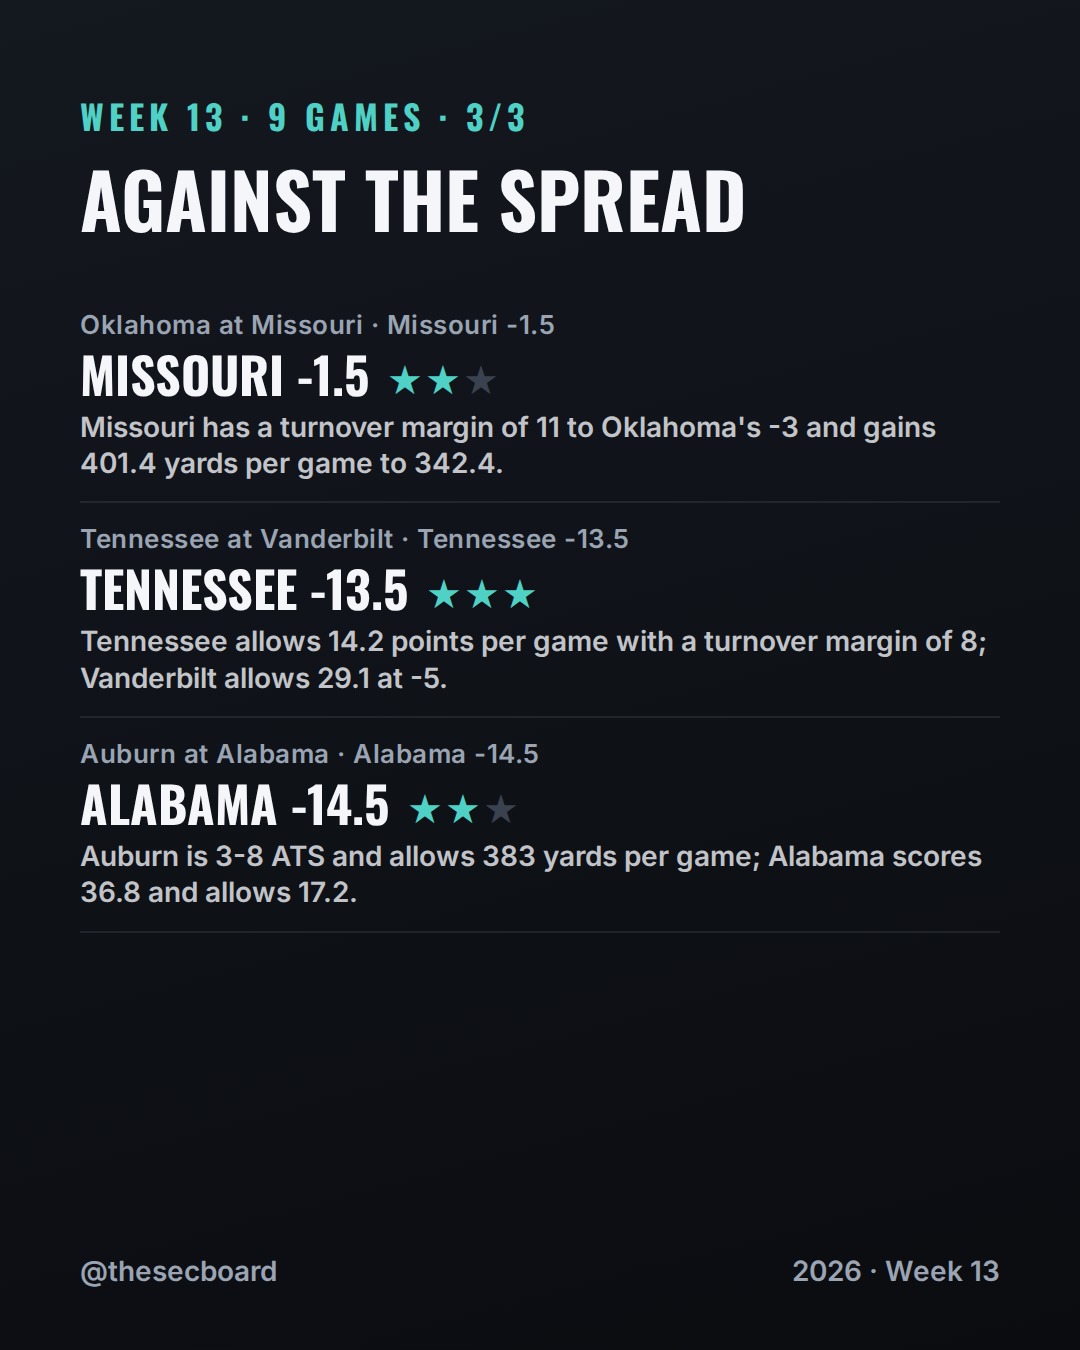 WEEK 13 · 9 GAMES · 3/3
AGAINST THE SPREAD
Oklahoma at Missouri · Missouri -1.5
MISSOURI -1.5 ★★★
Missouri has a turnover margin of 11 to Oklahoma's -3 and gains
401.4 yards per game to 342.4.
Tennessee at Vanderbilt · Tennessee -13.5
TENNESSEE -13.5 ★★★
Tennessee allows 14.2 points per game with a turnover margin of 8;
Vanderbilt allows 29.1 at -5.
Auburn at Alabama · Alabama -14.5
ALABAMA -14.5 ★★★
Auburn is 3-8 ATS and allows 383 yards per game; Alabama scores
36.8 and allows 17.2.
@thesecboard
2026 · Week 13